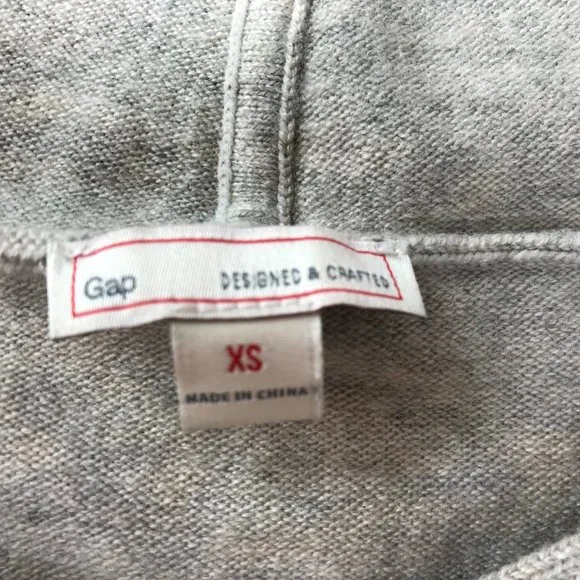 Gap DESIGNED & CRAFTED
XS
MADE IN CHINA